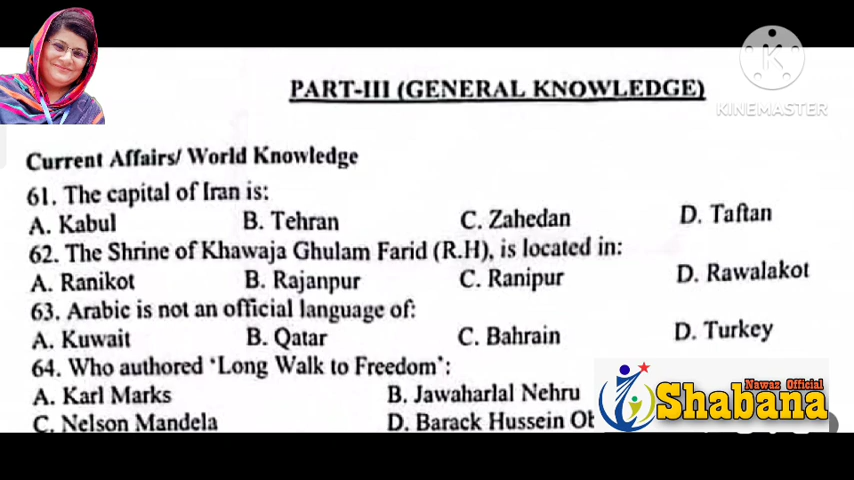 KINEMASTER
PART-III (GENERAL KNOWLEDGE)
Current Affairs/ World Knowledge
61. The capital of Iran is:
A. Kabul B. Tehran C. Zahedan D. Taftan
62. The Shrine of Khawaja Ghulam Farid (R.H), is located in:
A. Ranikot B. Rajanpur C. Ranipur D. Rawalakot
63. Arabic is not an official language of:
A. Kuwait B. Qatar C. Bahrain D. Turkey
64. Who authored ‘Long Walk to Freedom’:
A. Karl Marks B. Jawaharlal Nehru
C. Nelson Mandela D. Barack Hussein
Nawaz Official
Shabana